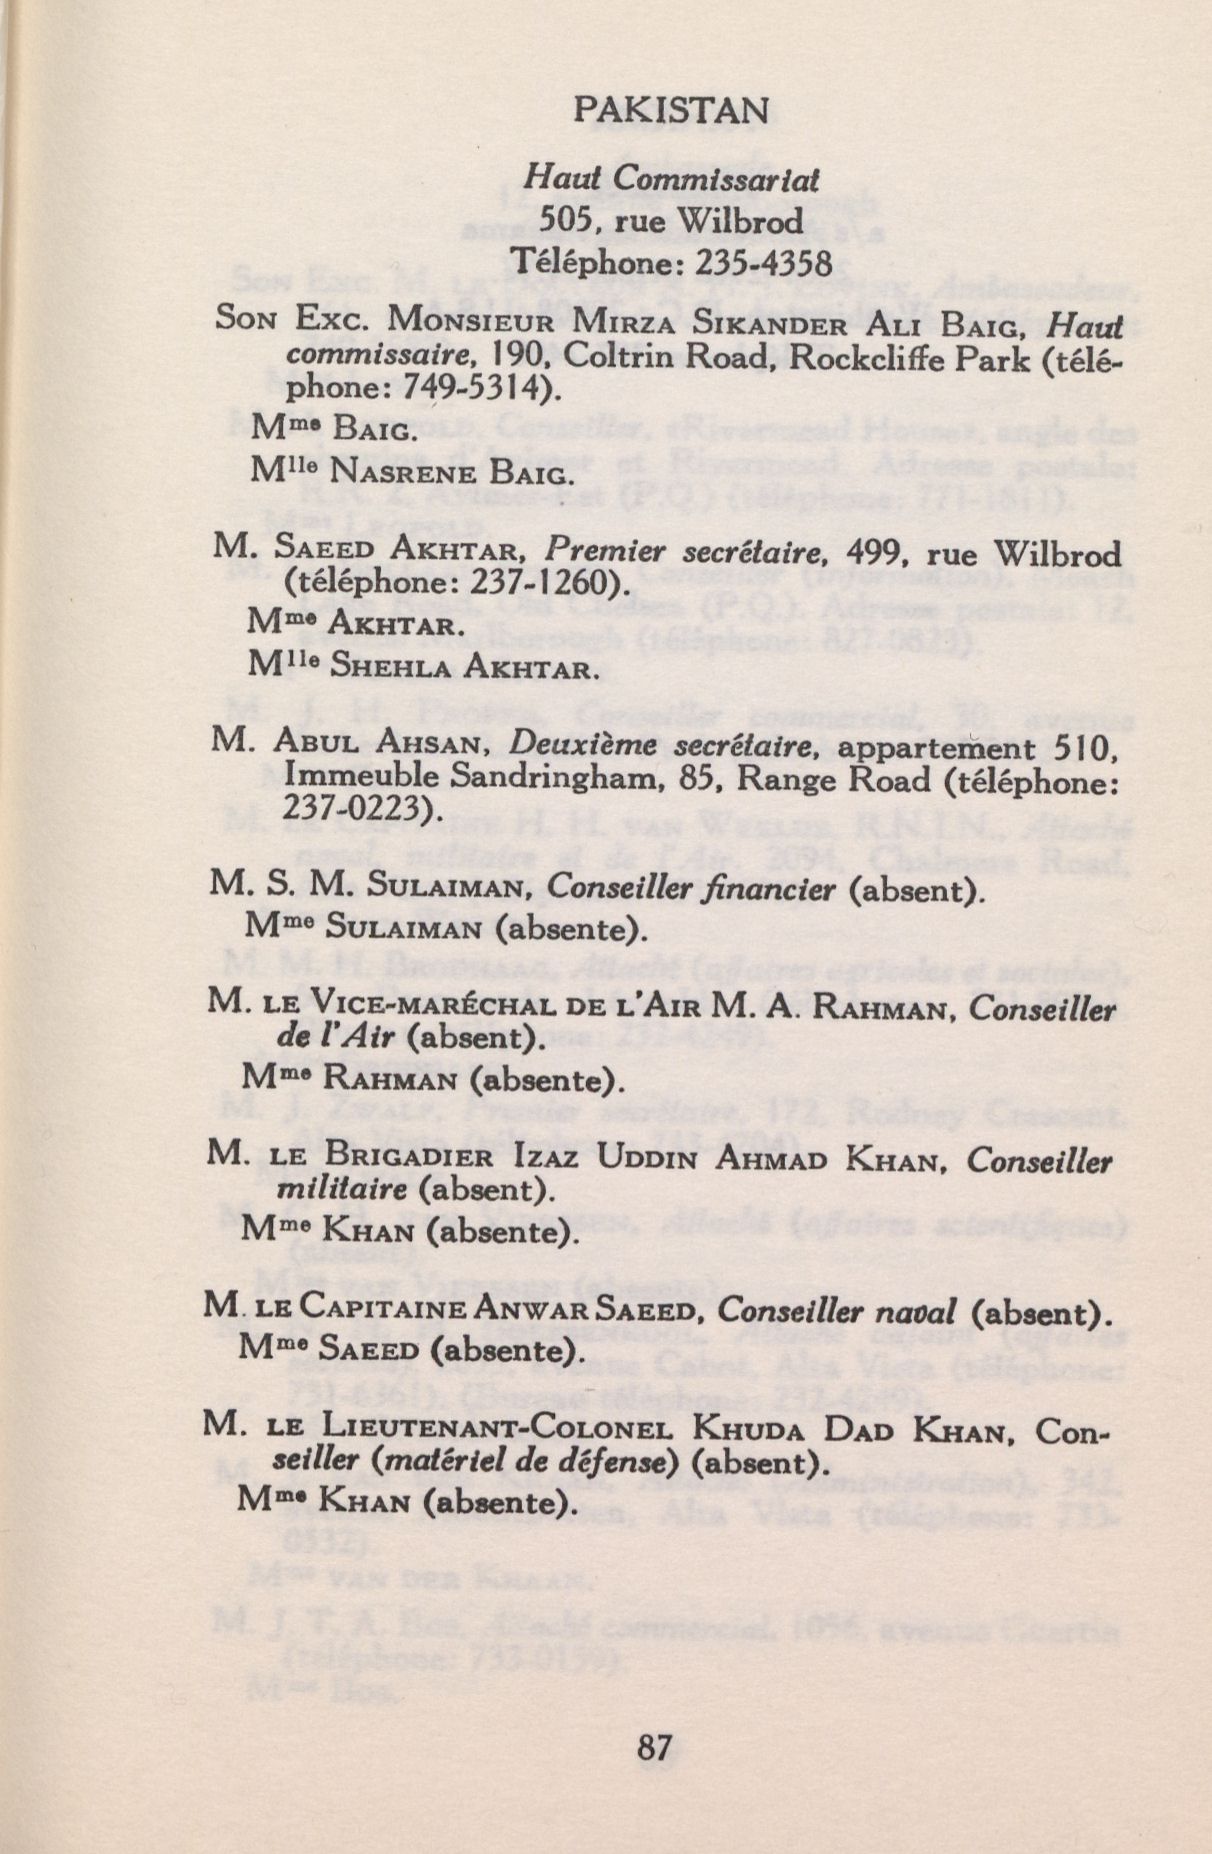 PAKISTAN
Haut Commissariat
505, rue Wilbrod
Téléphone: 235-4358
SON EXC. MONSIEUR MIRZA SIKANDER ALI BAIG, Haut
commissaire, 190, Coltrin Road, Rockcliffe Park (télé-
phone: 749-5314).
Mme BAIG.
Mlle NASRENE BAIG.
M. SAEED AKHTAR, Premier secrétaire, 499, rue Wilbrod
(téléphone: 237-1260).
Mme AKHTAR.
Mlle SHEHLA AKHTAR.
M. ABUL AHSAN, Deuxième secrétaire, appartement 510,
Immeuble Sandringham, 85, Range Road (téléphone:
237-0223).
M. S. M. SULAIMAN, Conseiller financier (absent).
Mme SULAIMAN (absente).
M. LE VICE-MARÉCHAL DE L'AIR M. A. RAHMAN, Conseiller
de l'Air (absent).
Mme RAHMAN (absente).
M. LE BRIGADIER IZAZ UDDIN AHMAD KHAN, Conseiller
militaire (absent).
Mme KHAN (absente).
M. LE CAPITAINE ANWAR SAEED, Conseiller naval (absent).
Mme SAEED (absente).
M. LE LIEUTENANT-COLONEL KHUDA DAD KHAN, Con-
seiller (matériel de défense) (absent).
Mme KHAN (absente).
87